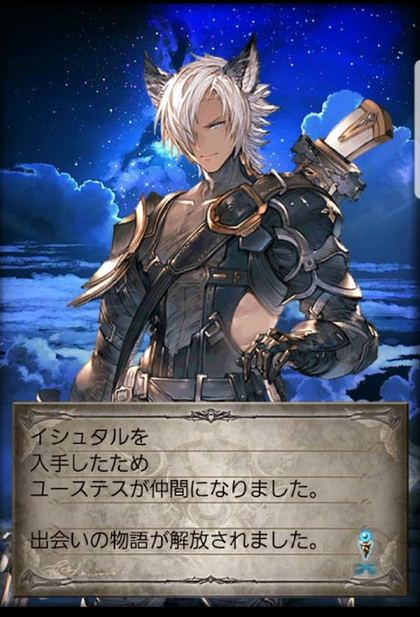 イシュタルを
入手したため
ユーステスが仲間になりました。
出会いの物語が解放されました。